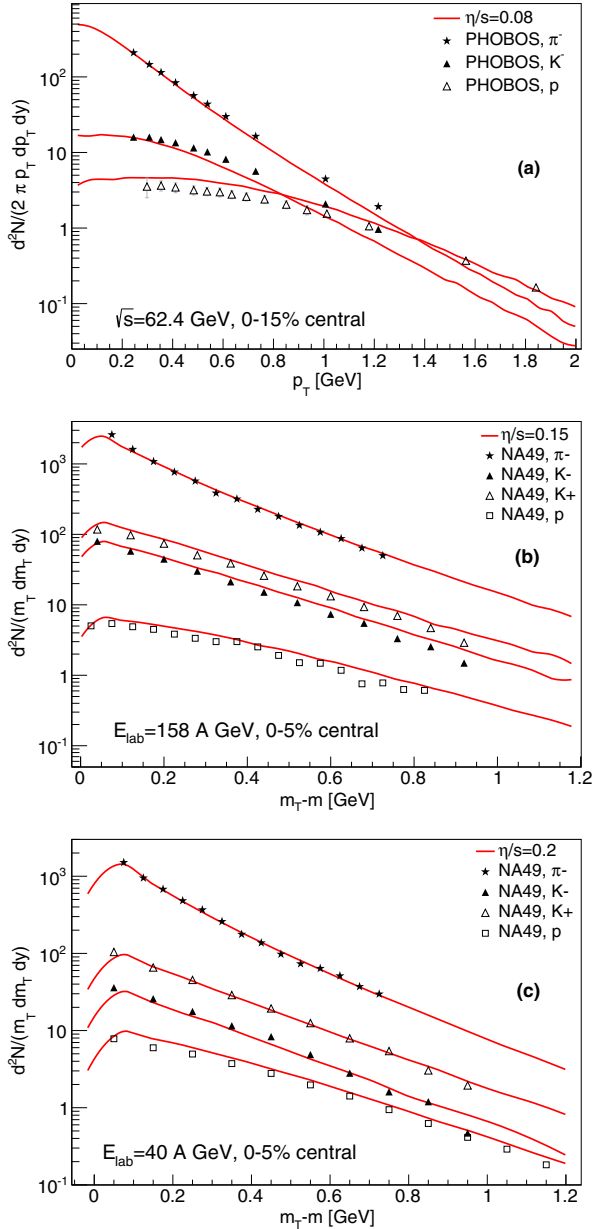 η/s=0.08
PHOBOS, π⁻
PHOBOS, K⁻
PHOBOS, p
(a)
√s=62.4 GeV, 0-15% central
d²N/(2 π p_T dp_T dy)
10²
10
1
10⁻¹
0 0.2 0.4 0.6 0.8 1 1.2 1.4 1.6 1.8 2
p_T [GeV]
η/s=0.15
NA49, π-
NA49, K-
NA49, K+
NA49, p
(b)
E_lab=158 A GeV, 0-5% central
d²N/(m_T dm_T dy)
10³
10²
10
1
10⁻¹
0 0.2 0.4 0.6 0.8 1 1.2
m_T-m [GeV]
η/s=0.2
NA49, π-
NA49, K-
NA49, K+
NA49, p
(c)
E_lab=40 A GeV, 0-5% central
d²N/(m_T dm_T dy)
10³
10²
10
1
10⁻¹
0 0.2 0.4 0.6 0.8 1 1.2
m_T-m [GeV]